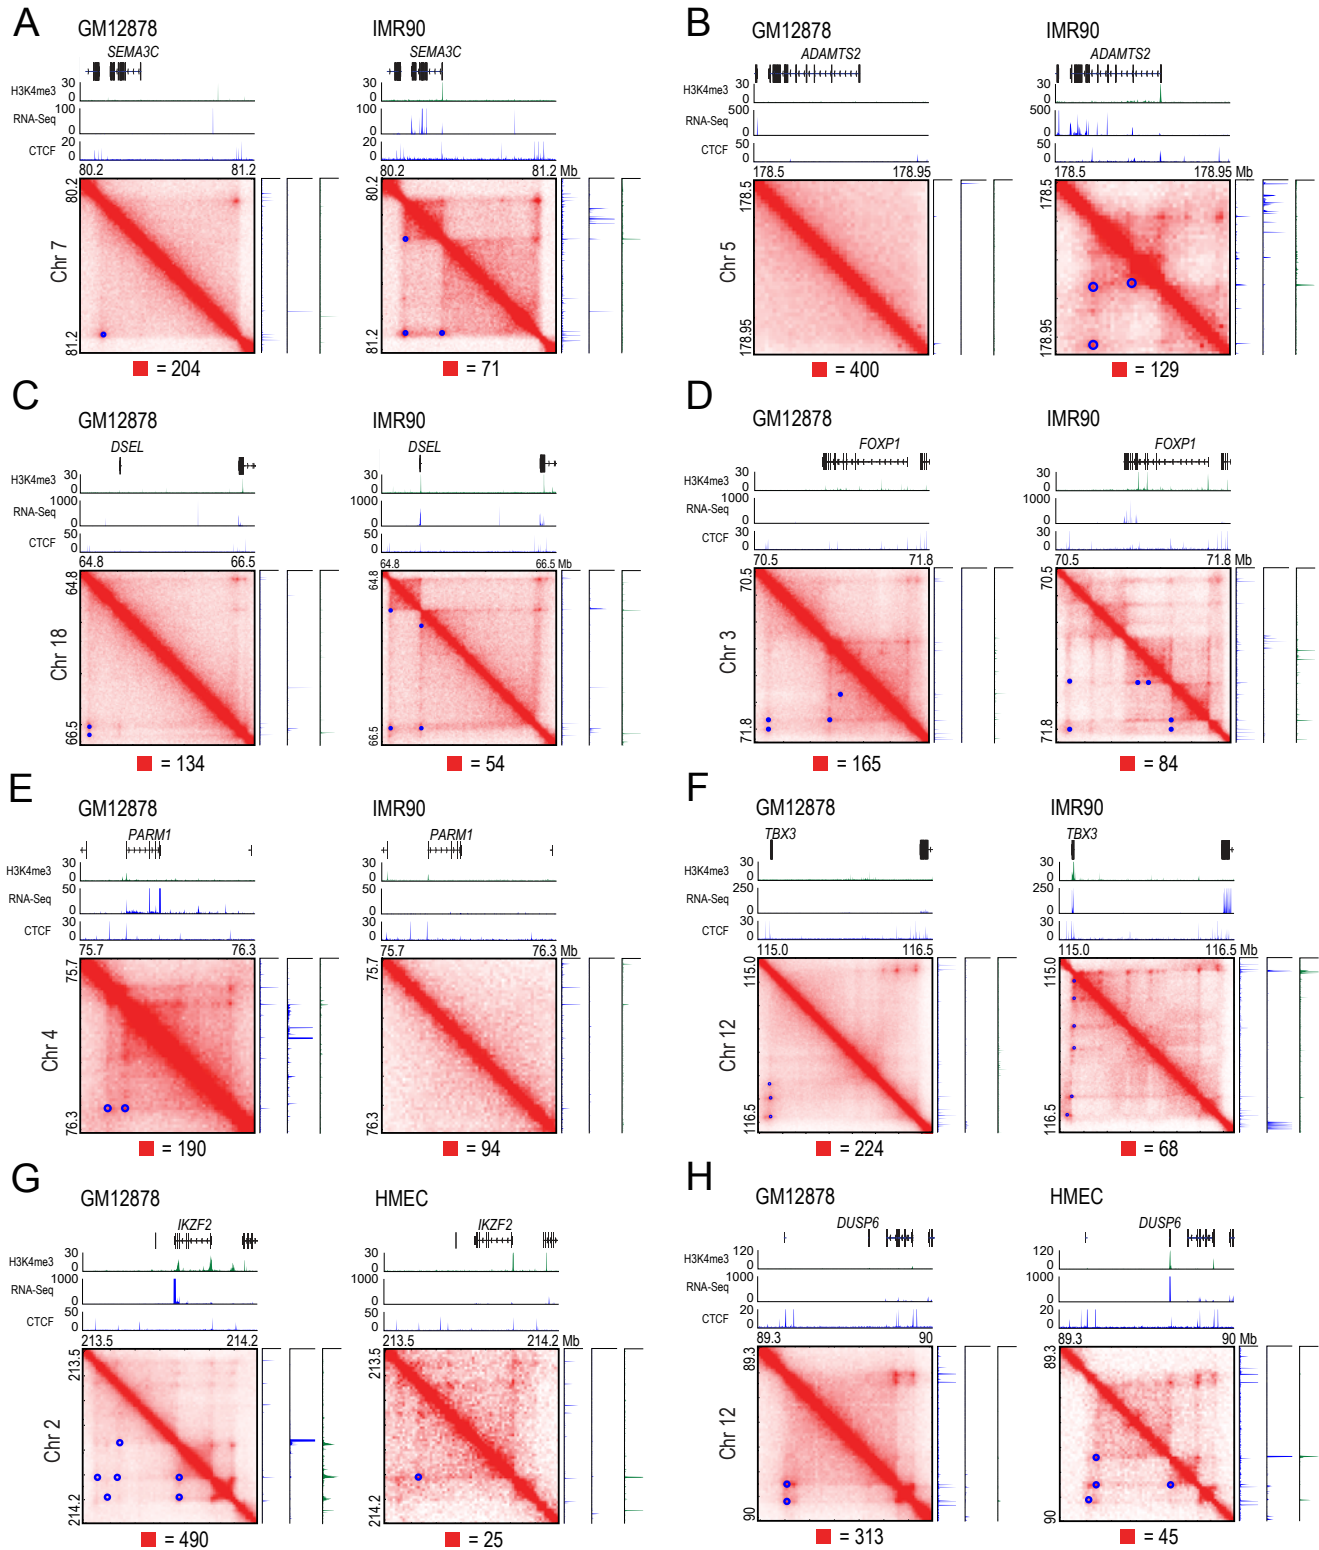 A
GM12878
IMR90
SEMA3C
SEMA3C
H3K4me3
30
0
30
0
RNA-Seq
100
0
100
0
CTCF
20
0
20
0
80.2
81.2
80.2
81.2 Mb
Chr 7
80.2
81.2
80.2
81.2
= 204
= 71
B
GM12878
IMR90
ADAMTS2
ADAMTS2
H3K4me3
30
0
30
0
RNA-Seq
500
0
500
0
CTCF
50
0
50
0
178.5
178.95
178.5
178.95 Mb
Chr 5
178.5
178.95
178.5
178.95
= 400
= 129
C
GM12878
IMR90
DSEL
DSEL
H3K4me3
30
0
30
0
RNA-Seq
1000
0
1000
0
CTCF
50
0
50
0
64.8
66.5
64.8
66.5 Mb
Chr 18
64.8
66.5
64.8
66.5
= 134
= 54
D
GM12878
IMR90
FOXP1
FOXP1
H3K4me3
30
0
30
0
RNA-Seq
1000
0
1000
0
CTCF
30
0
30
0
70.5
71.8
70.5
71.8 Mb
Chr 3
70.5
71.8
70.5
71.8
= 165
= 84
E
GM12878
IMR90
PARM1
PARM1
H3K4me3
30
0
30
0
RNA-Seq
50
0
50
0
CTCF
30
0
30
0
75.7
76.3
75.7
76.3 Mb
Chr 4
75.7
76.3
75.7
76.3
= 190
= 94
F
GM12878
IMR90
TBX3
TBX3
H3K4me3
30
0
30
0
RNA-Seq
250
0
250
0
CTCF
30
0
30
0
115.0
116.5
115.0
116.5 Mb
Chr 12
115.0
116.5
115.0
116.5
= 224
= 68
G
GM12878
HMEC
IKZF2
IKZF2
H3K4me3
30
0
30
0
RNA-Seq
1000
0
1000
0
CTCF
50
0
50
0
213.5
214.2
213.5
214.2 Mb
Chr 2
213.5
214.2
213.5
214.2
= 490
= 25
H
GM12878
HMEC
DUSP6
DUSP6
H3K4me3
120
0
120
0
RNA-Seq
1000
0
1000
0
CTCF
20
0
20
0
89.3
90
89.3
90 Mb
Chr 12
89.3
90
89.3
90
= 313
= 45